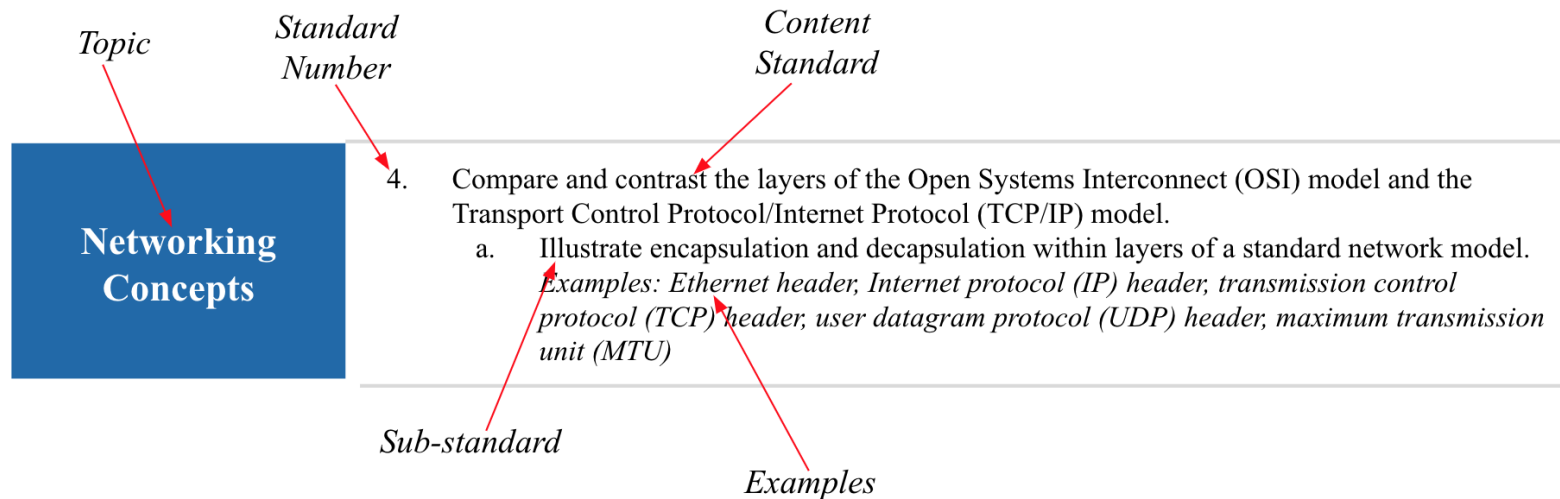 Topic
Standard
Number
Content
Standard
Networking
Concepts
4. Compare and contrast the layers of the Open Systems Interconnect (OSI) model and the
Transport Control Protocol/Internet Protocol (TCP/IP) model.
a. Illustrate encapsulation and decapsulation within layers of a standard network model.
Examples: Ethernet header, Internet protocol (IP) header, transmission control
protocol (TCP) header, user datagram protocol (UDP) header, maximum transmission
unit (MTU)
Sub-standard
Examples